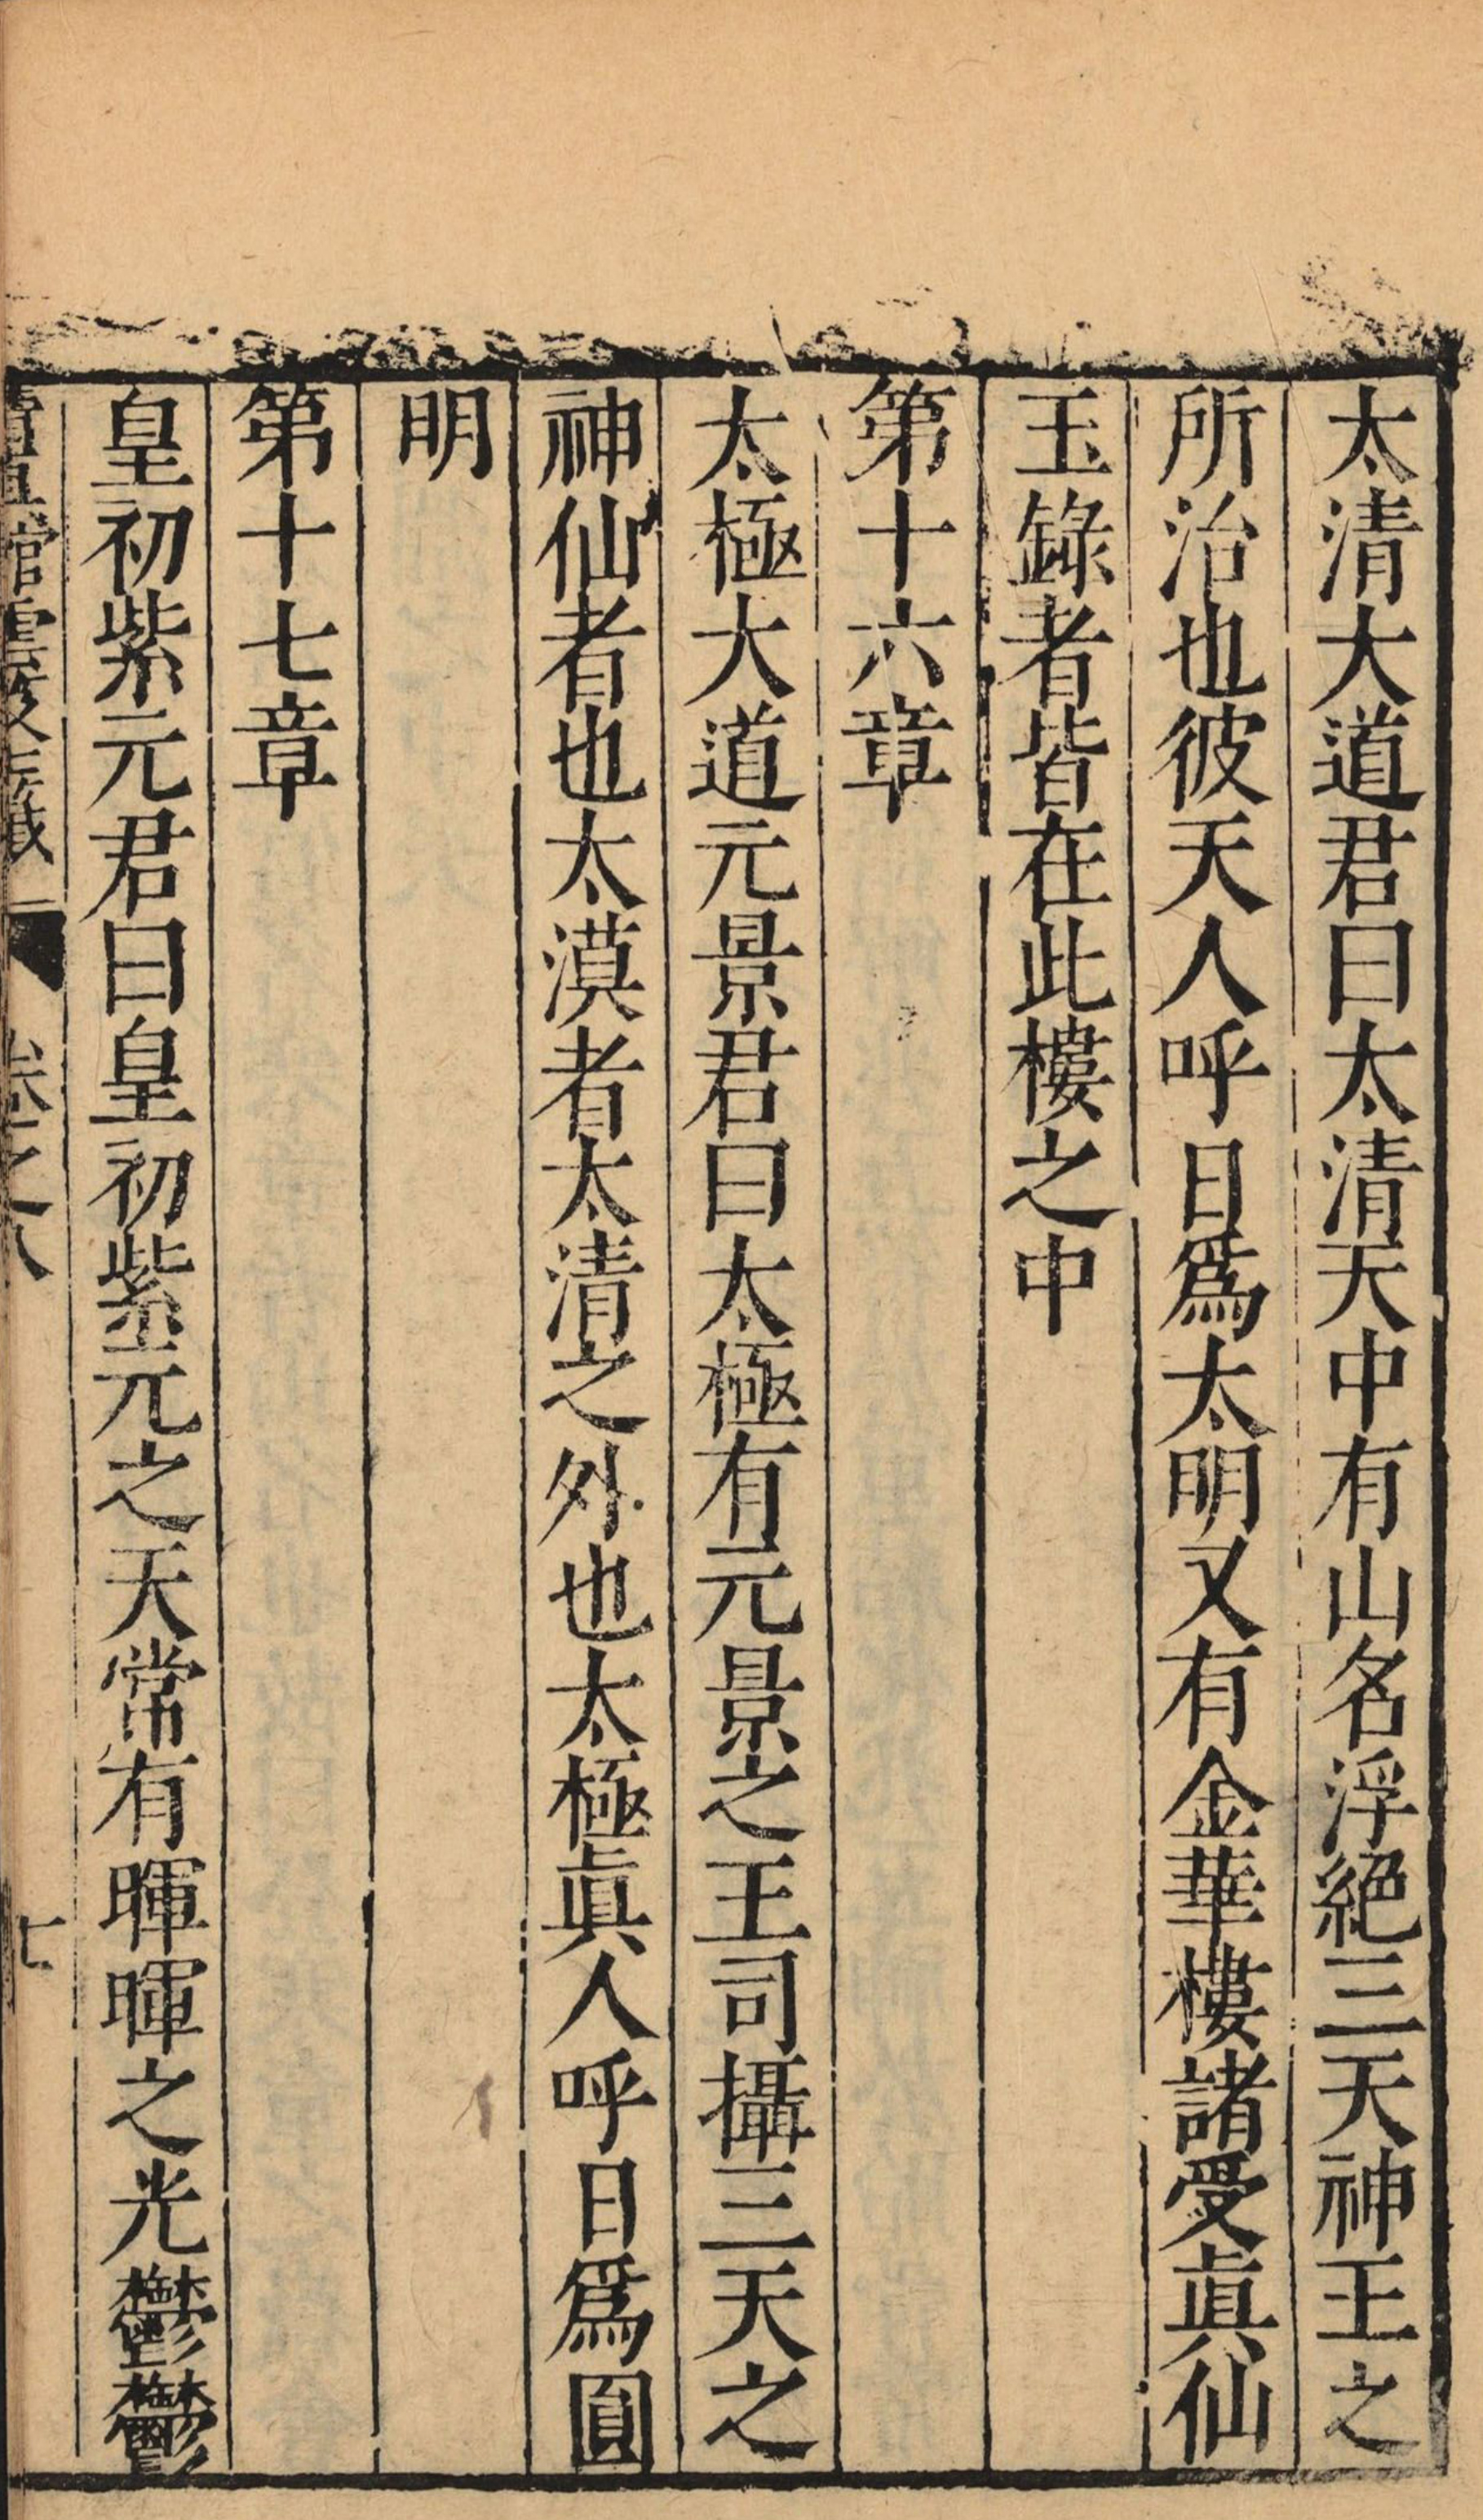 太清大道君曰太清天中有山名浮絕三天神王之
所治也彼天人呼日爲太明又有金華樓諸受眞仙
玉錄者皆在此樓之中
第十六章
太極大道元景君曰太極有元景之王司攝三天之
神仙者也太漠者太清之外也太極眞人呼日爲圓
明
第十七章
皇初紫元君曰皇初紫元之天常有暉暉之光鬱鬱
卷之八
七